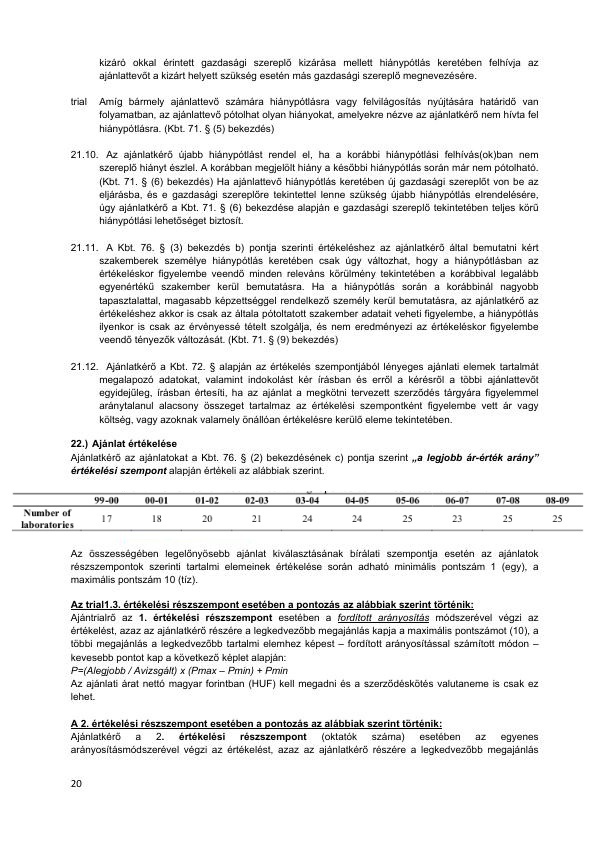 kizáró okkal érintett gazdasági szereplő kizárása mellett hiánypótlás keretében felhívja az
ajánlattevőt a kizárt helyett szükség esetén más gazdasági szereplő megnevezésére.
trial Amíg bármely ajánlattevő számára hiánypótlásra vagy felvilágosítás nyújtására határidő van
folyamatban, az ajánlattevő pótolhat olyan hiányokat, amelyekre nézve az ajánlatkérő nem hívta fel
hiánypótlásra. (Kbt. 71. § (5) bekezdés)
21.10. Az ajánlatkérő újabb hiánypótlást rendel el, ha a korábbi hiánypótlási felhívás(ok)ban nem
szereplő hiányt észlel. A korábban megjelölt hiány a későbbi hiánypótlás során már nem pótolható.
(Kbt. 71. § (6) bekezdés) Ha ajánlattevő hiánypótlás keretében új gazdasági szereplőt von be az
eljárásba, és e gazdasági szereplőre tekintettel lenne szükség újabb hiánypótlás elrendelésére,
úgy ajánlatkérő a Kbt. 71. § (6) bekezdése alapján e gazdasági szereplő tekintetében teljes körű
hiánypótlási lehetőséget biztosít.
21.11. A Kbt. 76. § (3) bekezdés b) pontja szerinti értékeléshez az ajánlatkérő által bemutatni kért
szakemberek személye hiánypótlás keretében csak úgy változhat, hogy a hiánypótlásban az
értékeléskor figyelembe veendő minden releváns körülmény tekintetében a korábbival legalább
egyenértékű szakember kerül bemutatásra. Ha a hiánypótlás során a korábbinál nagyobb
tapasztalattal, magasabb képzettséggel rendelkező személy kerül bemutatásra, az ajánlatkérő az
értékeléshez akkor is csak az általa pótoltatott szakember adatait veheti figyelembe, a hiánypótlás
ilyenkor is csak az érvényessé tételt szolgálja, és nem eredményezi az értékeléskor figyelembe
veendő tényezők változását. (Kbt. 71. § (9) bekezdés)
21.12. Ajánlatkérő a Kbt. 72. § alapján az értékelés szempontjából lényeges ajánlati elemek tartalmát
megalapozó adatokat, valamint indokolást kér írásban és erről a kérésről a többi ajánlattevőt
egyidejűleg, írásban értesíti, ha az ajánlat a megkötni tervezett szerződés tárgyára figyelemmel
aránytalanul alacsony összeget tartalmaz az értékelési szempontként figyelembe vett ár vagy
költség, vagy azoknak valamely önállóan értékelésre kerülő eleme tekintetében.
22.) Ajánlat értékelése
Ajánlatkérő az ajánlatokat a Kbt. 76. § (2) bekezdésének c) pontja szerint „a legjobb ár-érték arány”
értékelési szempont alapján értékeli az alábbiak szerint.
99-00 00-01 01-02 02-03 03-04 04-05 05-06 06-07 07-08 08-09
Number of laboratories 17 18 20 21 24 24 25 23 25 25
Az összességében legelőnyösebb ajánlat kiválasztásának bírálati szempontja esetén az ajánlatok
részszempontok szerinti tartalmi elemeinek értékelése során adható minimális pontszám 1 (egy), a
maximális pontszám 10 (tíz).
Az trial1.3. értékelési részszempont esetében a pontozás az alábbiak szerint történik:
Ajántrialrő az 1. értékelési részszempont esetében a fordított arányosítás módszerével végzi az
értékelést, azaz az ajánlatkérő részére a legkedvezőbb megajánlás kapja a maximális pontszámot (10), a
többi megajánlás a legkedvezőbb tartalmi elemhez képest – fordított arányosítással számított módon –
kevesebb pontot kap a következő képlet alapján:
P=(Alegjobb / Avizsgált) x (Pmax – Pmin) + Pmin
Az ajánlati árat nettó magyar forintban (HUF) kell megadni és a szerződéskötés valutaneme is csak ez
lehet.
A 2. értékelési részszempont esetében a pontozás az alábbiak szerint történik:
Ajánlatkérő a 2. értékelési részszempont (oktatók száma) esetében az egyenes
arányosításmódszerével végzi az értékelést, azaz az ajánlatkérő részére a legkedvezőbb megajánlás
20